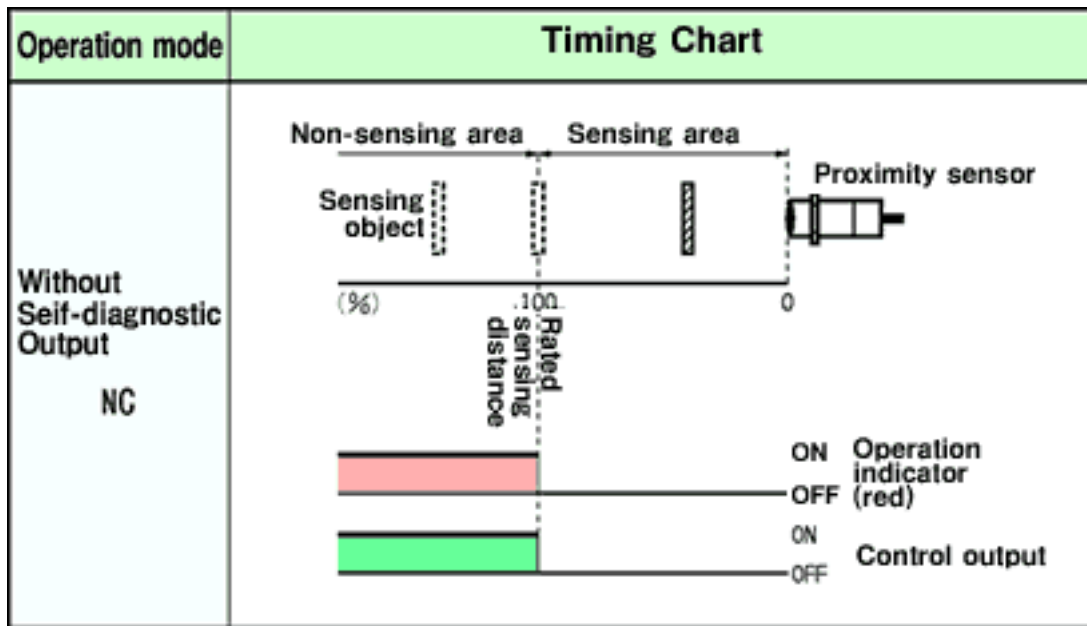 Operation mode
Timing Chart
Without
Seif-diagnostic
Output
NC
Non-sensing area
Sensing area
Sensing
object
Proximity sensor
(%)
.100.
0
Rated
sensing
distance
ON
OFF
Operation
indicator
(red)
ON
OFF
Control output